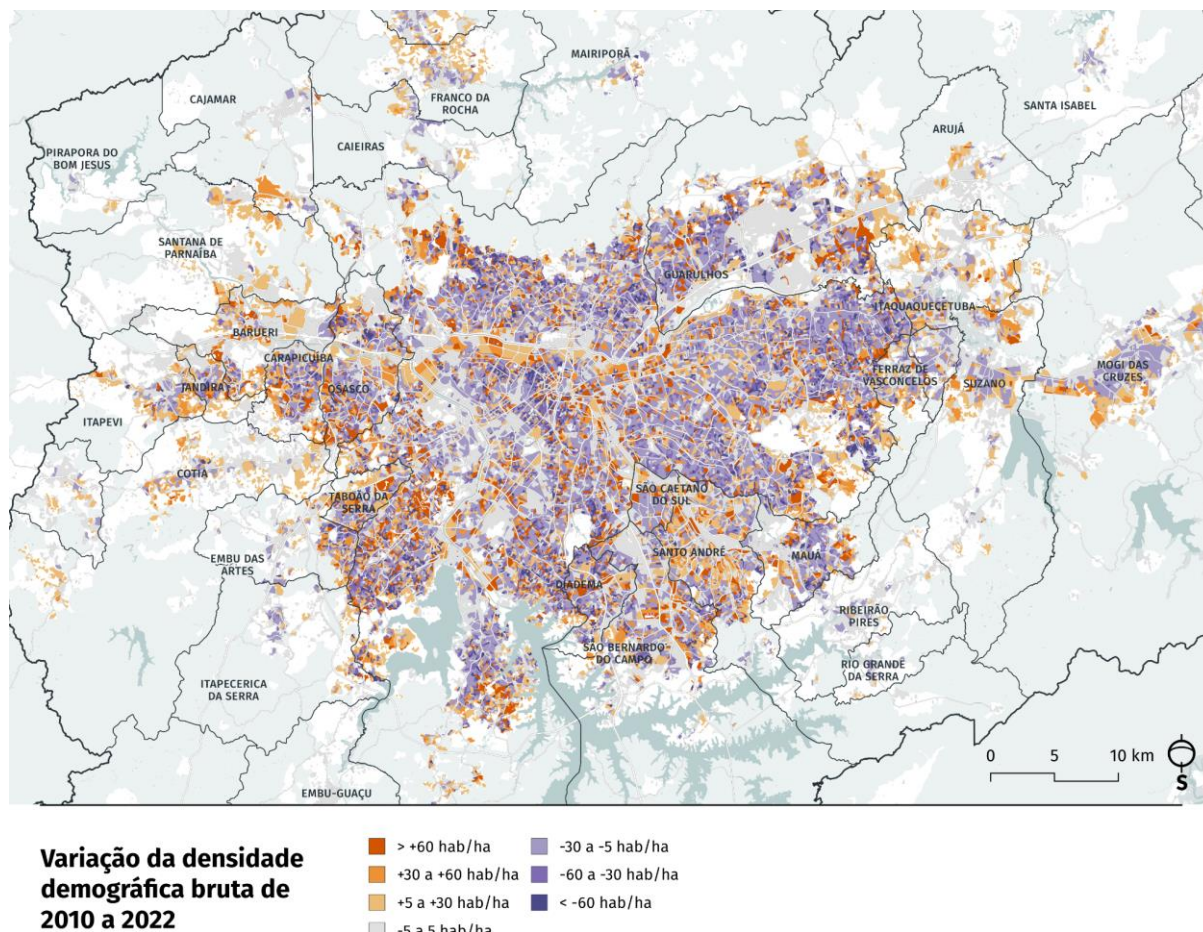 MAIRIPORÃ
CAJAMAR
FRANCO DA
ROCHA
SANTA ISABEL
ARUJÁ
CAIEIRAS
PIRAPORA DO
BOM JESUS
SANTANA DE
PARNAÍBA
GUARULHOS
ITAQUAQUECETUBA
BARUERI
CARAPICUÍBA
JANDIRA
OSASCO
FERRAZ DE
VASCONCELOS
SUZANO
MOGI DAS
CRUZES
ITAPEVI
COTIA
TABOÃO DA
SERRA
SÃO CAETANO
DO SUL
EMBU DAS
ARTES
SANTO ANDRÉ
MAUÁ
DIADEMA
RIBEIRÃO
PIRES
SÃO BERNARDO
DO CAMPO
RIO GRANDE
DA SERRA
ITAPECERICA
DA SERRA
EMBU-GUAÇU
0 5 10 km
S
Variação da densidade
demográfica bruta de
2010 a 2022
> +60 hab/ha
+30 a +60 hab/ha
+5 a +30 hab/ha
-5 a 5 hab/ha
-30 a -5 hab/ha
-60 a -30 hab/ha
< -60 hab/ha